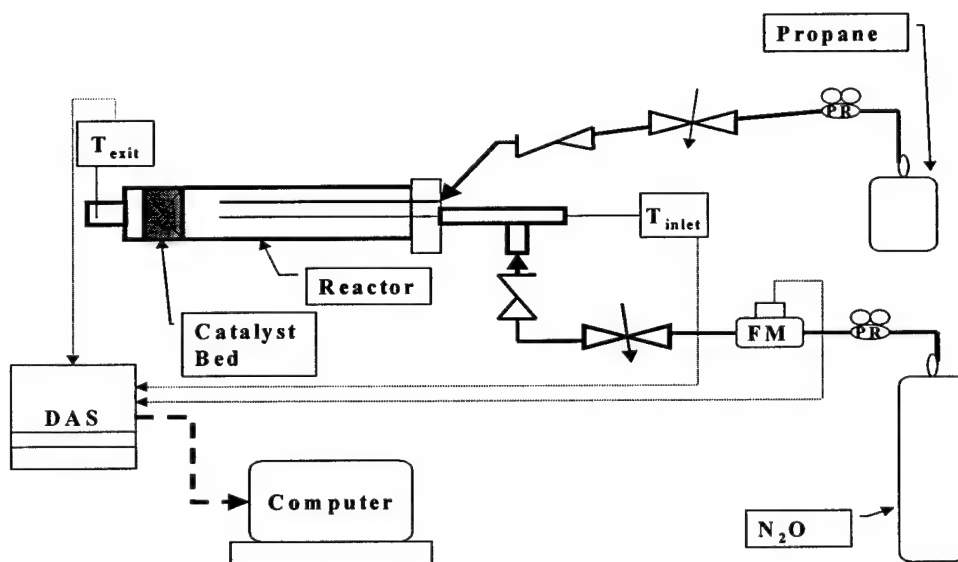 Propane
PR
T exit
T inlet
Reactor
FM
PR
Catalyst
Bed
DAS
Computer
N₂O